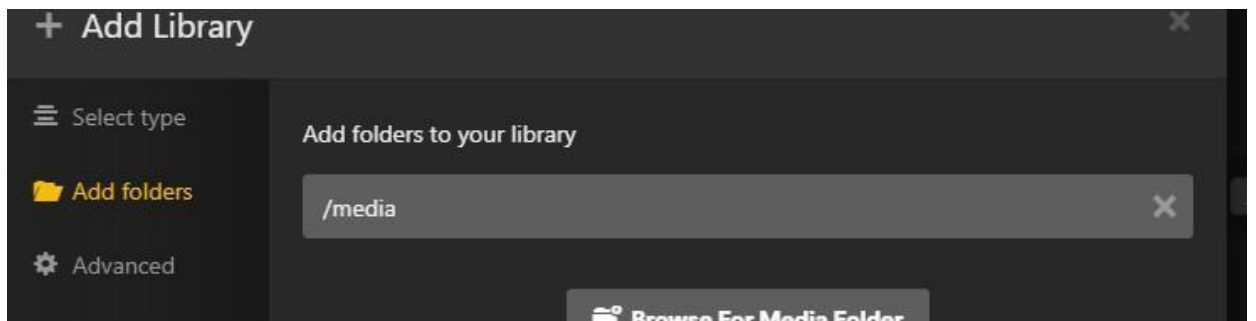 + Add Library
Select type
Add folders to your library
Add folders
/media
Advanced
Browse For Media Folder